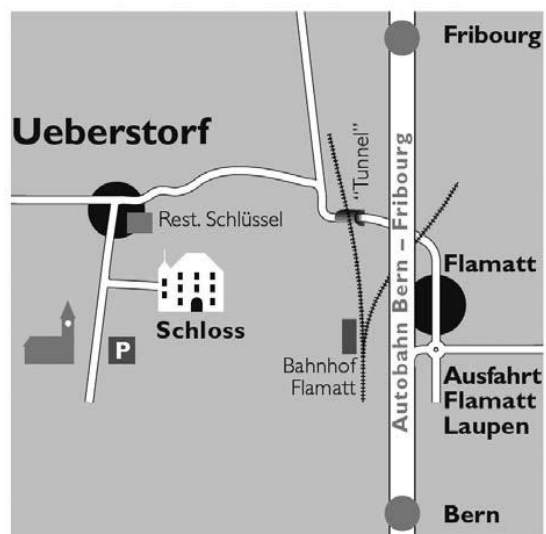 Fribourg
Ueberstorf
"Tunnel"
Rest. Schlüssel
Autobahn Bern – Fribourg
Flamatt
Schloss
P
Bahnhof
Flamatt
Ausfahrt
Flamatt
Laupen
Bern